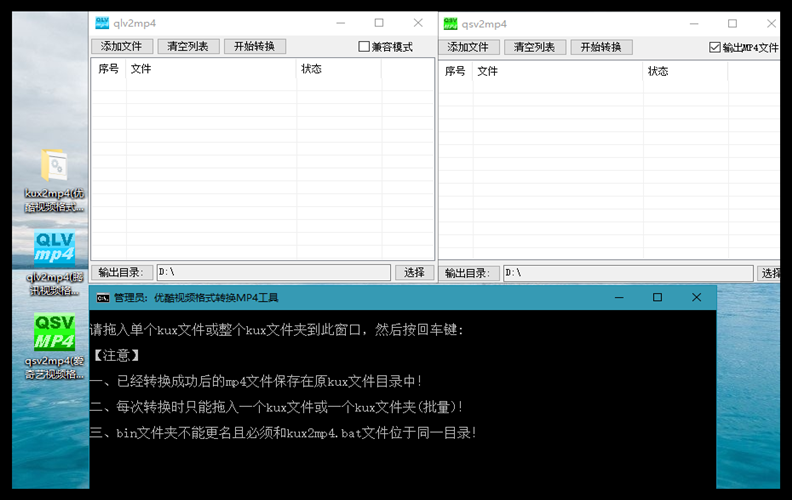 qlv2mp4
添加文件 清空列表 开始转换 兼容模式
序号 文件 状态
输出目录: D:\ 选择
qsv2mp4
添加文件 清空列表 开始转换 输出MP4文件
序号 文件 状态
输出目录: D:\ 选择
kux2mp4(优
酷视频格式...
QLV
mp4
qlv2mp4(腾
讯视频格...
QSV
MP4
qsv2mp4(爱
奇艺视频格...
管理员: 优酷视频格式转换MP4工具
请拖入单个kux文件或整个kux文件夹到此窗口，然后按回车键:
【注意】
一、已经转换成功后的mp4文件保存在原kux文件目录中!
二、每次转换时只能拖入一个kux文件或一个kux文件夹(批量)!
三、bin文件夹不能更名且必须和kux2mp4.bat文件位于同一目录!